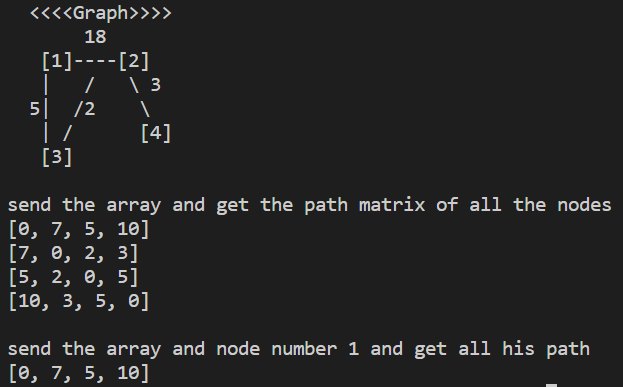 <<<<Graph>>>>
18
[1]----[2]
|   /   \ 3
5|  /2    \
| /      [4]
[3]
send the array and get the path matrix of all the nodes
[0, 7, 5, 10]
[7, 0, 2, 3]
[5, 2, 0, 5]
[10, 3, 5, 0]
send the array and node number 1 and get all his path
[0, 7, 5, 10]